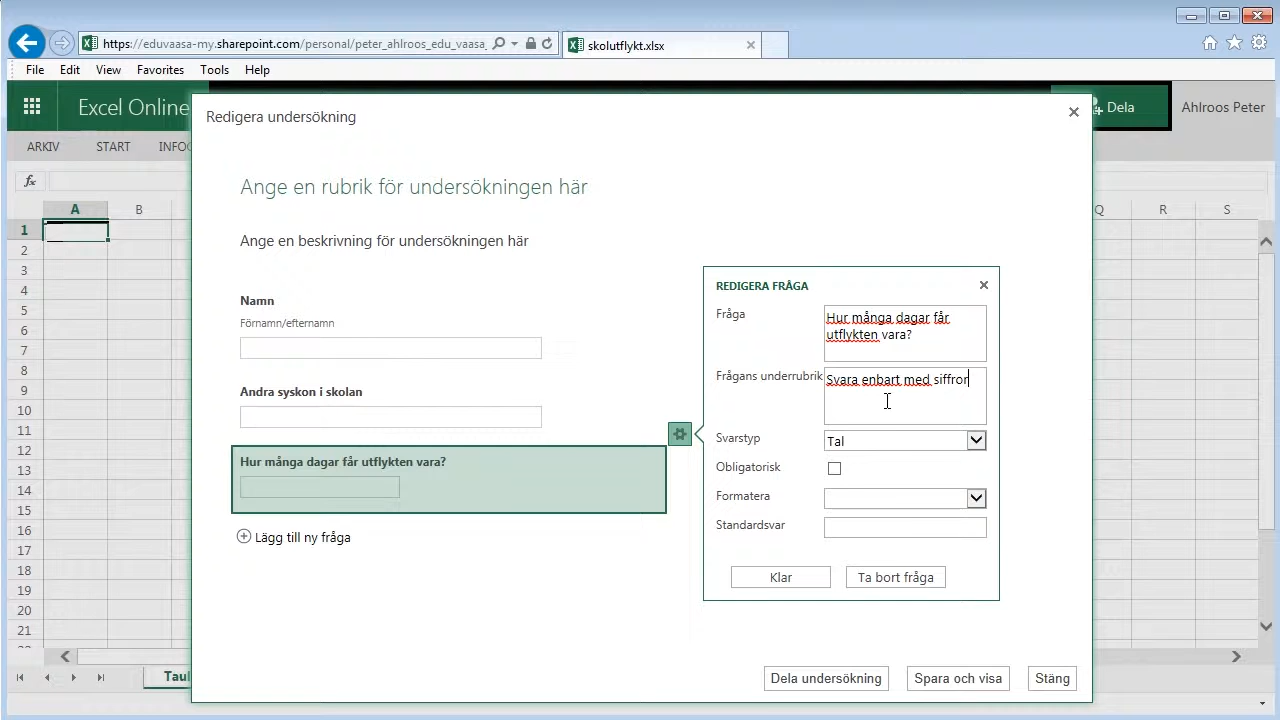 https://eduvaasa-my.sharepoint.com/personal/peter_ahlroos_edu_vaasa_
skolutflykt.xlsx
File Edit View Favorites Tools Help
Excel Online
Dela
Ahlroos Peter
ARKIV START INFOG
fx
A B Q R S
1
2
3
4
5
6
7
8
9
10
11
12
13
14
15
16
17
18
19
20
21
Redigera undersökning
Ange en rubrik för undersökningen här
Ange en beskrivning för undersökningen här
Namn
Förnamn/efternamn
Andra syskon i skolan
Hur många dagar får utflykten vara?
Lägg till ny fråga
REDIGERA FRÅGA
Fråga
Hur många dagar får
utflykten vara?
Frågans underrubrik
Svara enbart med siffror
Svarstyp
Tal
Obligatorisk
Formatera
Standardsvar
Klar
Ta bort fråga
Dela undersökning
Spara och visa
Stäng